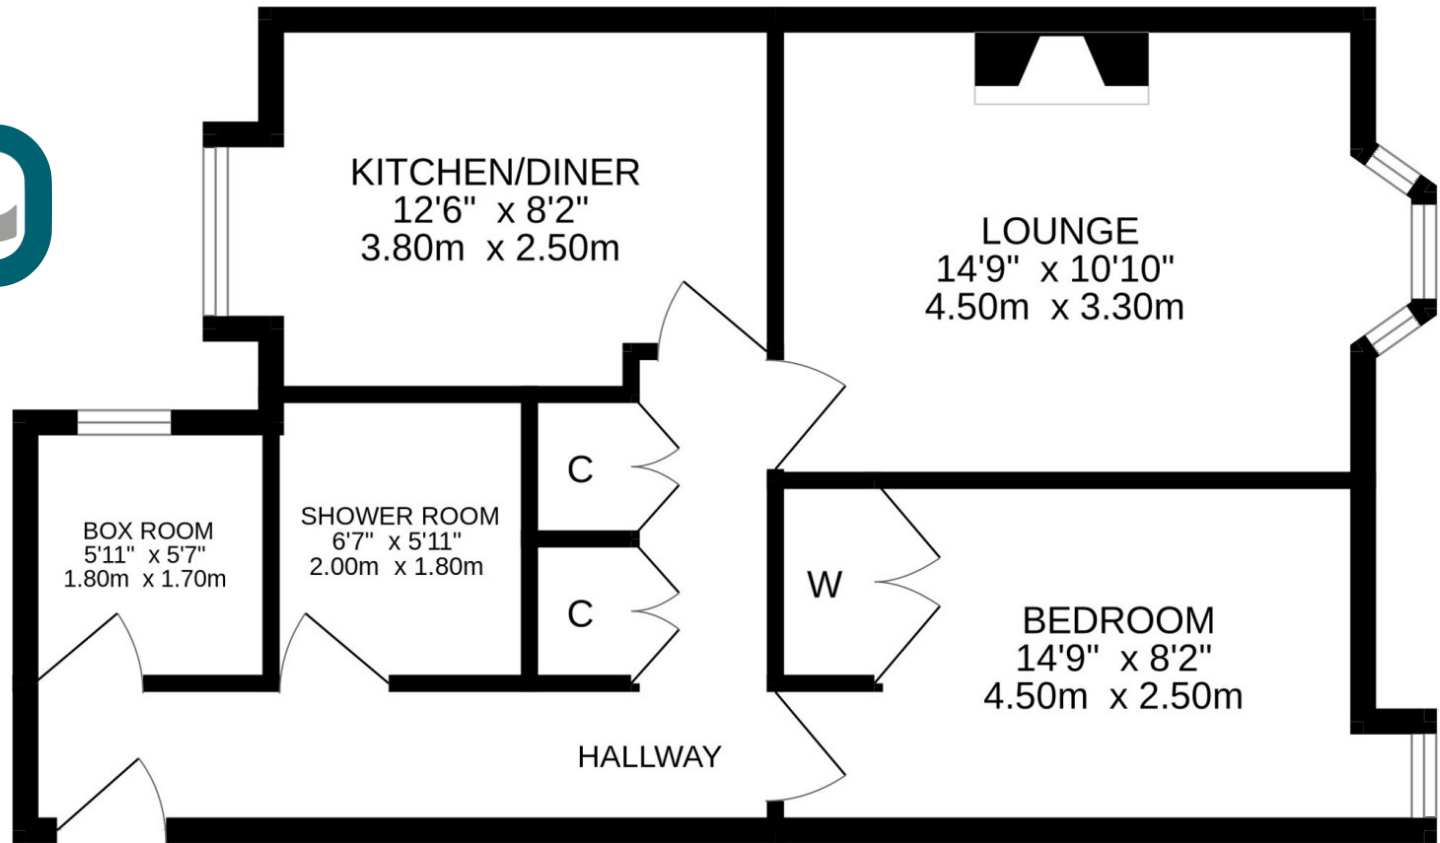 KITCHEN/DINER
12'6" x 8'2"
3.80m x 2.50m
LOUNGE
14'9" x 10'10"
4.50m x 3.30m
BOX ROOM
5'11" x 5'7"
1.80m x 1.70m
SHOWER ROOM
6'7" x 5'11"
2.00m x 1.80m
C
C
W
BEDROOM
14'9" x 8'2"
4.50m x 2.50m
HALLWAY